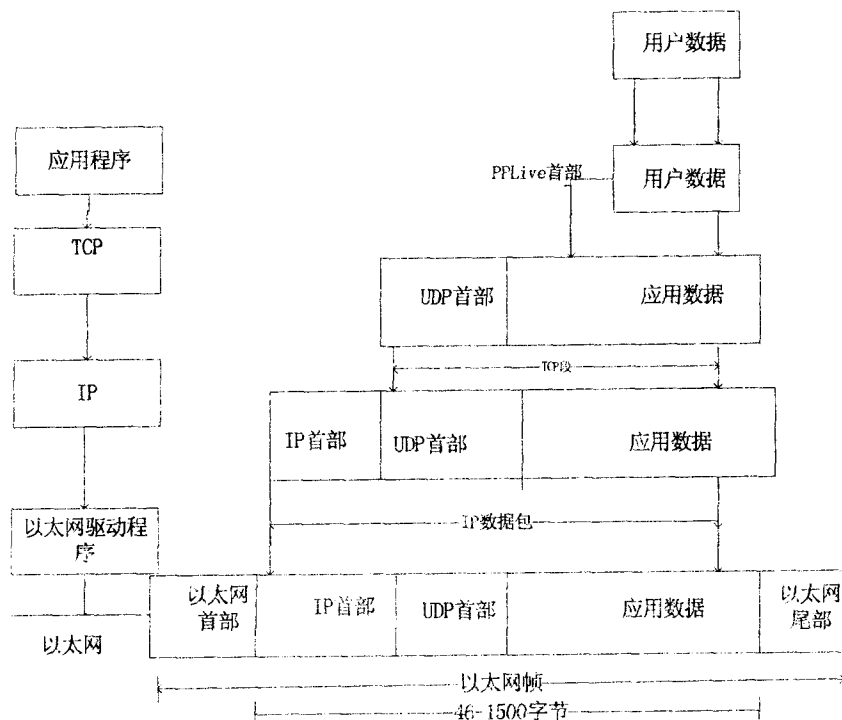 用户数据
应用程序
PPLive首部
用户数据
TCP
UDP首部
应用数据
TCP段
IP
IP首部
UDP首部
应用数据
以太网驱动程
序
IP数据包
以太网
首部
IP首部
UDP首部
应用数据
以太网
尾部
以太网
以太网帧
46-1500字节